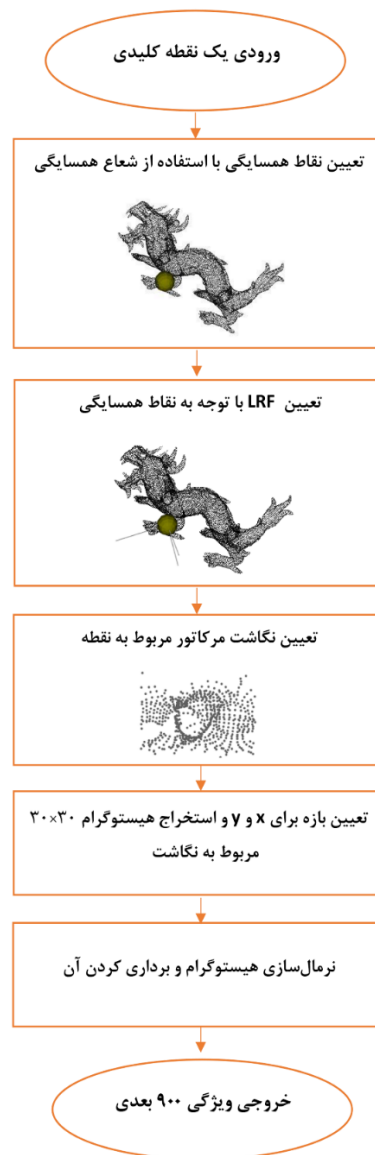 ورودی یک نقطه کلیدی
تعیین نقاط همسایگی با استفاده از شعاع همسایگی
تعیین LRF با توجه به نقاط همسایگی
تعیین نگاشت مرکاتور مربوط به نقطه
تعیین بازه برای x و y و استخراج هیستوگرام ۳۰×۳۰
مربوط به نگاشت
نرمال‌سازی هیستوگرام و برداری کردن آن
خروجی ویژگی ۹۰۰ بعدی